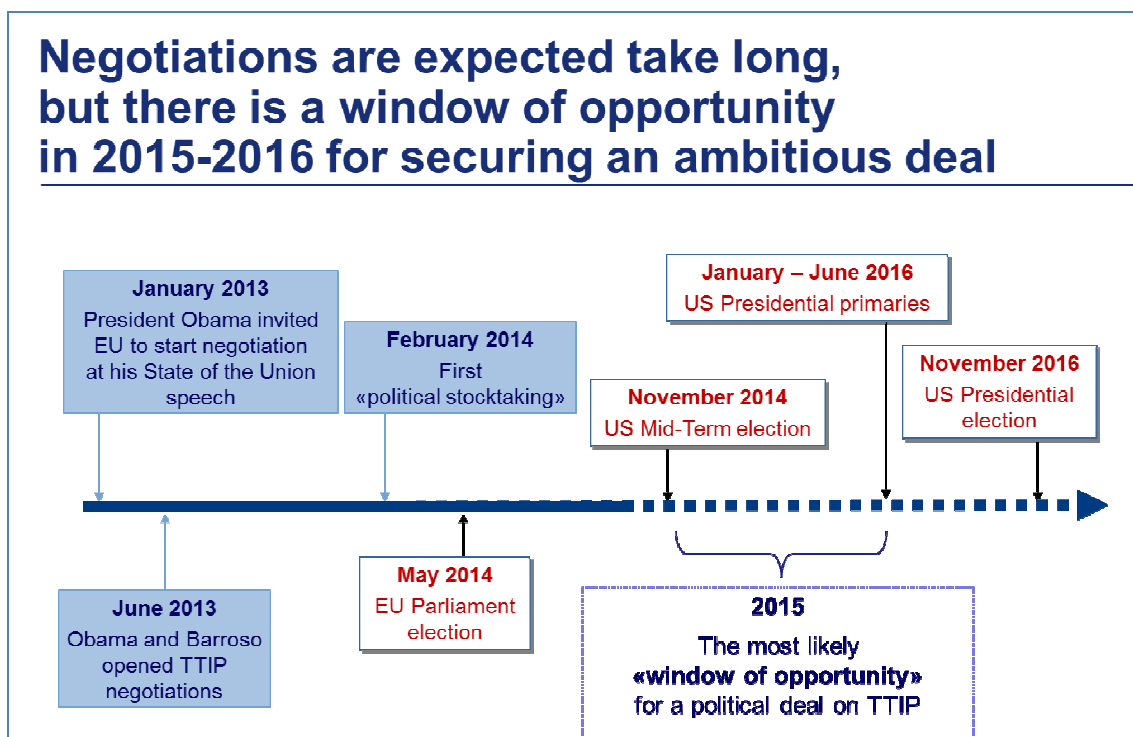 Negotiations are expected take long,
but there is a window of opportunity
in 2015-2016 for securing an ambitious deal
January 2013
President Obama invited
EU to start negotiation
at his State of the Union
speech
February 2014
First
«political stocktaking»
November 2014
US Mid-Term election
January – June 2016
US Presidential primaries
November 2016
US Presidential
election
June 2013
Obama and Barroso
opened TTIP
negotiations
May 2014
EU Parliament
election
2015
The most likely
«window of opportunity»
for a political deal on TTIP